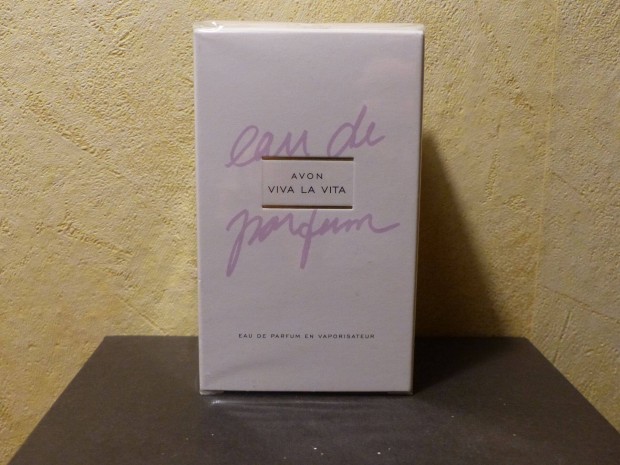 eau de
AVON
VIVA LA VITA
parfum
EAU DE PARFUM EN VAPORISATEUR